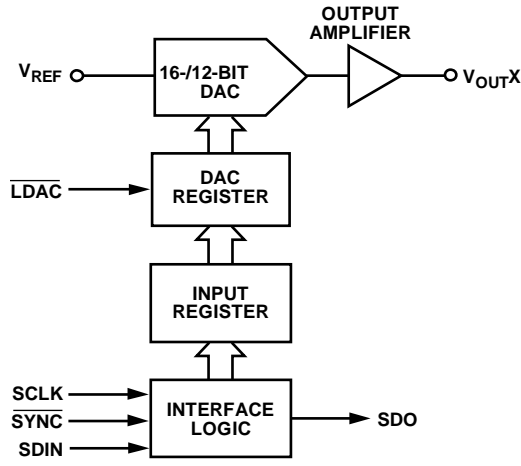 OUTPUT
AMPLIFIER
VREF
16-/12-BIT
DAC
VOUTX
LDAC
DAC
REGISTER
INPUT
REGISTER
SCLK
SYNC
SDIN
INTERFACE
LOGIC
SDO